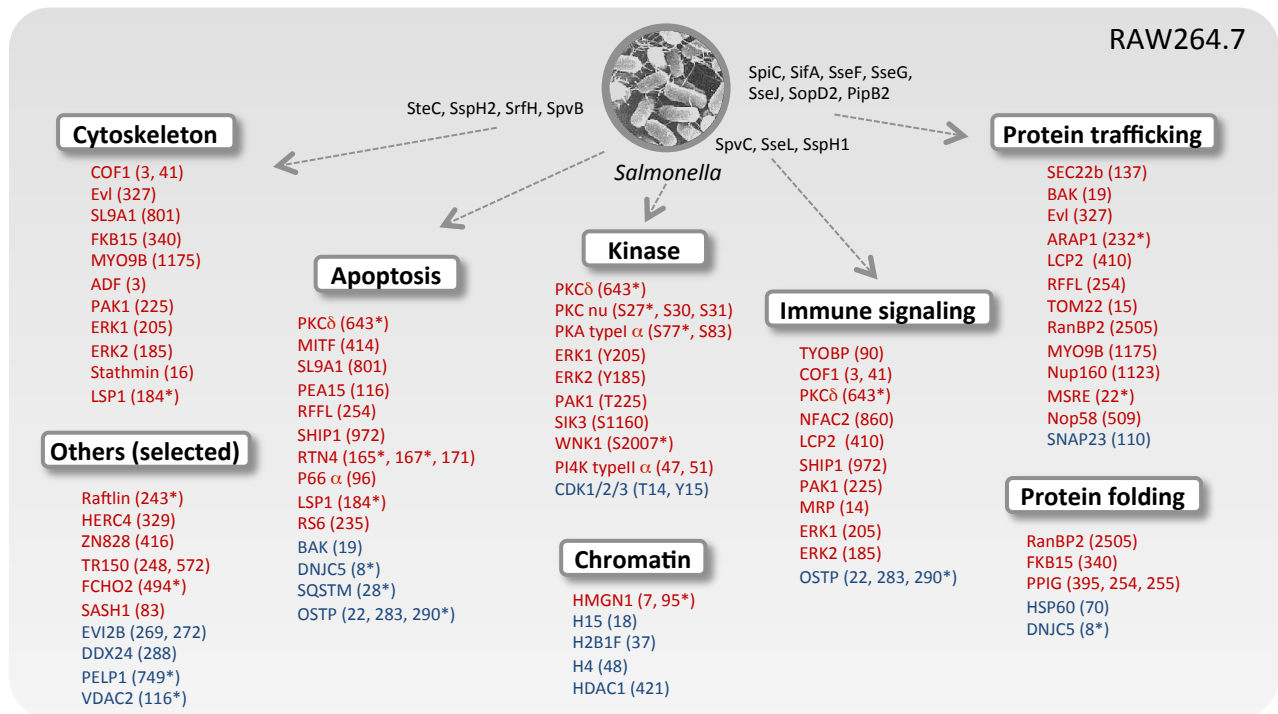 RAW264.7
SpiC, SifA, SseF, SseG,
SseJ, SopD2, PipB2
SteC, SspH2, SrfH, SpvB
SpvC, SseL, SspH1
Salmonella
Cytoskeleton
COF1 (3, 41)
Evl (327)
SL9A1 (801)
FKB15 (340)
MYO9B (1175)
ADF (3)
PAK1 (225)
ERK1 (205)
ERK2 (185)
Stathmin (16)
LSP1 (184*)
Others (selected)
Raftlin (243*)
HERC4 (329)
ZN828 (416)
TR150 (248, 572)
FCHO2 (494*)
SASH1 (83)
EVI2B (269, 272)
DDX24 (288)
PELP1 (749*)
VDAC2 (116*)
Apoptosis
PKCδ (643*)
MITF (414)
SL9A1 (801)
PEA15 (116)
RFFL (254)
SHIP1 (972)
RTN4 (165*, 167*, 171)
P66 α (96)
LSP1 (184*)
RS6 (235)
BAK (19)
DNJC5 (8*)
SQSTM (28*)
OSTP (22, 283, 290*)
Kinase
PKCδ (643*)
PKC nu (S27*, S30, S31)
PKA typeI α (S77*, S83)
ERK1 (Y205)
ERK2 (Y185)
PAK1 (T225)
SIK3 (S1160)
WNK1 (S2007*)
PI4K typeII α (47, 51)
CDK1/2/3 (T14, Y15)
Chromatin
HMGN1 (7, 95*)
H15 (18)
H2B1F (37)
H4 (48)
HDAC1 (421)
Immune signaling
TYOBP (90)
COF1 (3, 41)
PKCδ (643*)
NFAC2 (860)
LCP2 (410)
SHIP1 (972)
PAK1 (225)
MRP (14)
ERK1 (205)
ERK2 (185)
OSTP (22, 283, 290*)
Protein trafficking
SEC22b (137)
BAK (19)
Evl (327)
ARAP1 (232*)
LCP2 (410)
RFFL (254)
TOM22 (15)
RanBP2 (2505)
MYO9B (1175)
Nup160 (1123)
MSRE (22*)
Nop58 (509)
SNAP23 (110)
Protein folding
RanBP2 (2505)
FKB15 (340)
PPIG (395, 254, 255)
HSP60 (70)
DNJC5 (8*)